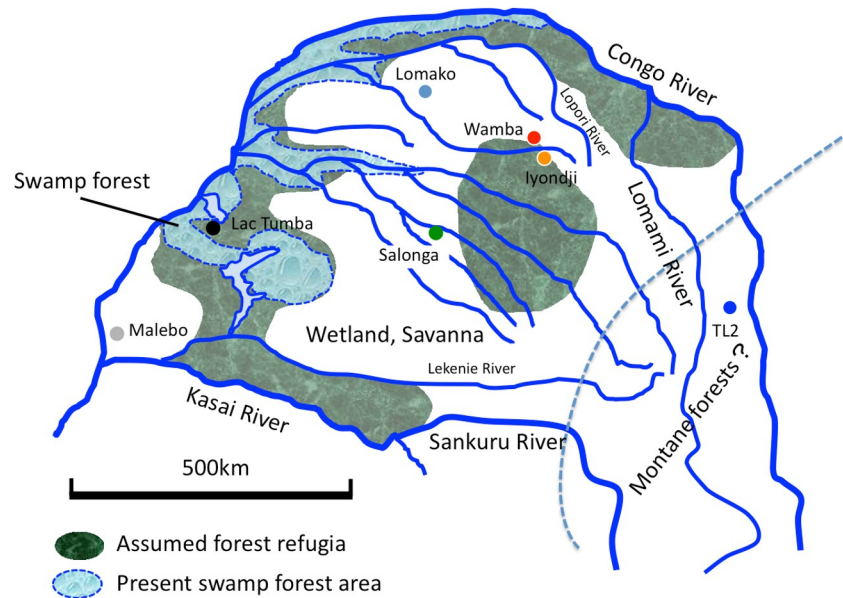 Congo River
Lomako
Lopori River
Wamba
Iyondji
Swamp forest
Lomami River
Lac Tumba
Salonga
Malebo
Wetland, Savanna
TL2
Lekenie River
Montane forests ?
Kasai River
Sankuru River
500km
Assumed forest refugia
Present swamp forest area